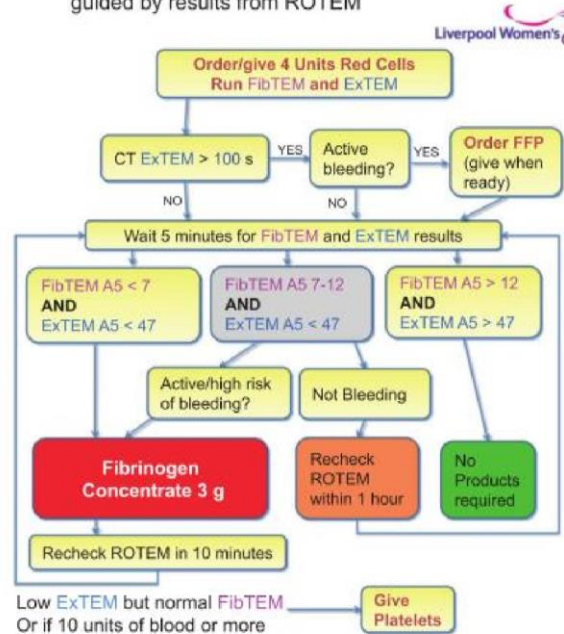 guided by results from ROTEM
Liverpool Women's
Order/give 4 Units Red Cells
Run FibTEM and ExTEM
CT ExTEM > 100 s
YES
Active
bleeding?
YES
Order FFP
(give when
ready)
NO
NO
Wait 5 minutes for FibTEM and ExTEM results
FibTEM A5 < 7
AND
ExTEM A5 < 47
FibTEM A5 7-12
AND
ExTEM A5 < 47
FibTEM A5 > 12
AND
ExTEM A5 > 47
Active/high risk
of bleeding?
Not Bleeding
Fibrinogen
Concentrate 3 g
Recheck
ROTEM
within 1 hour
No
Products
required
Recheck ROTEM in 10 minutes
Low ExTEM but normal FibTEM
Or if 10 units of blood or more
Give
Platelets